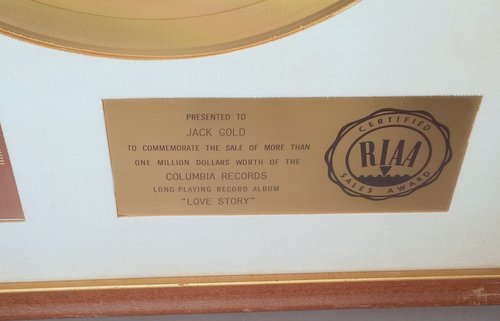 PRESENTED TO
JACK GOLD
TO COMMEMORATE THE SALE OF MORE THAN
ONE MILLION DOLLARS WORTH OF THE
COLUMBIA RECORDS
LONG-PLAYING RECORD ALBUM
"LOVE STORY"
CERTIFIED
RIAA
SALES AWARD